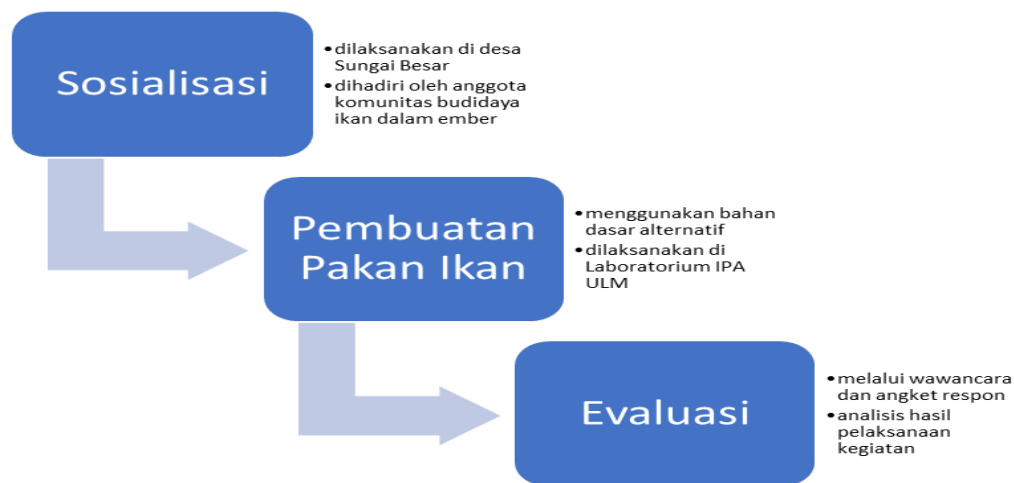 Sosialisasi
•dilaksanakan di desa
Sungai Besar
•dihadiri oleh anggota
komunitas budidaya
ikan dalam ember
Pembuatan
Pakan Ikan
•menggunakan bahan
dasar alternatif
•dilaksanakan di
Laboratorium IPA
ULM
Evaluasi
•melalui wawancara
dan angket respon
•analisis hasil
pelaksanaan
kegiatan